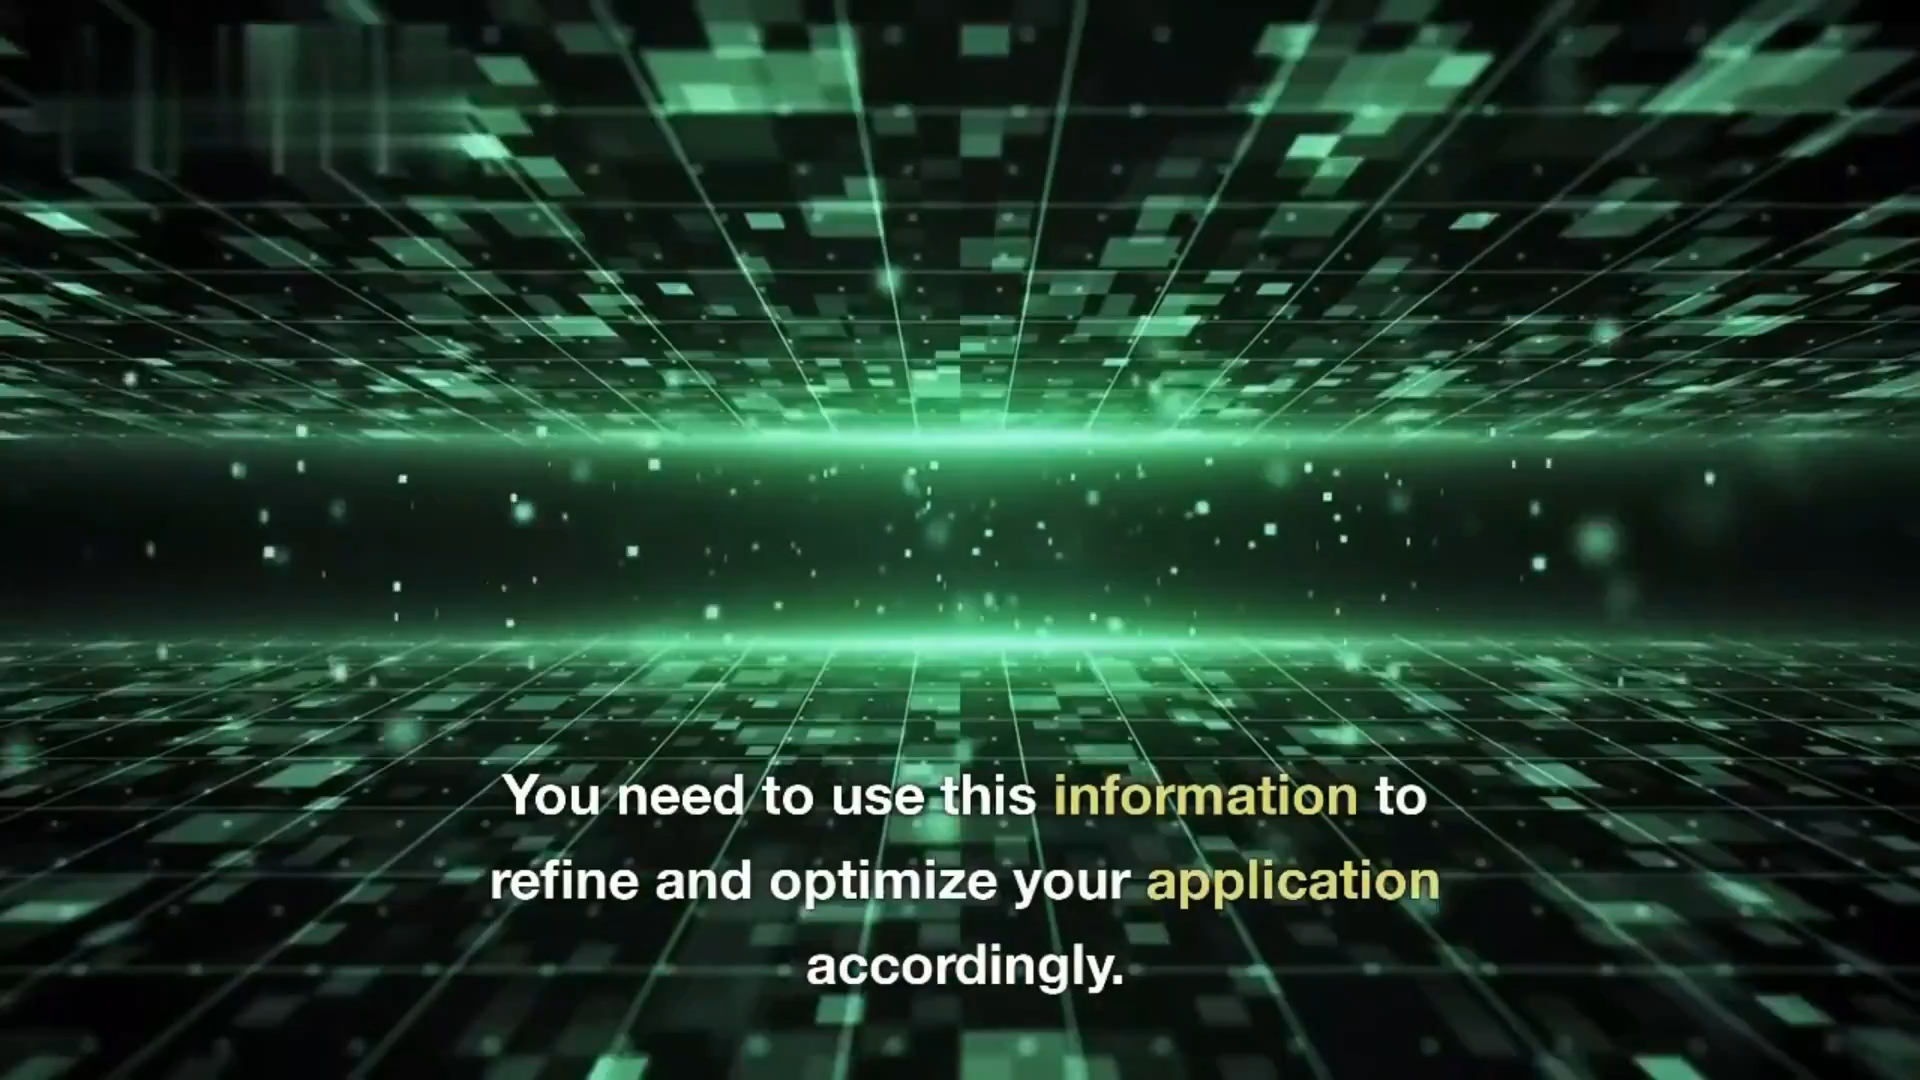 You need to use this information to
refine and optimize your application
accordingly.